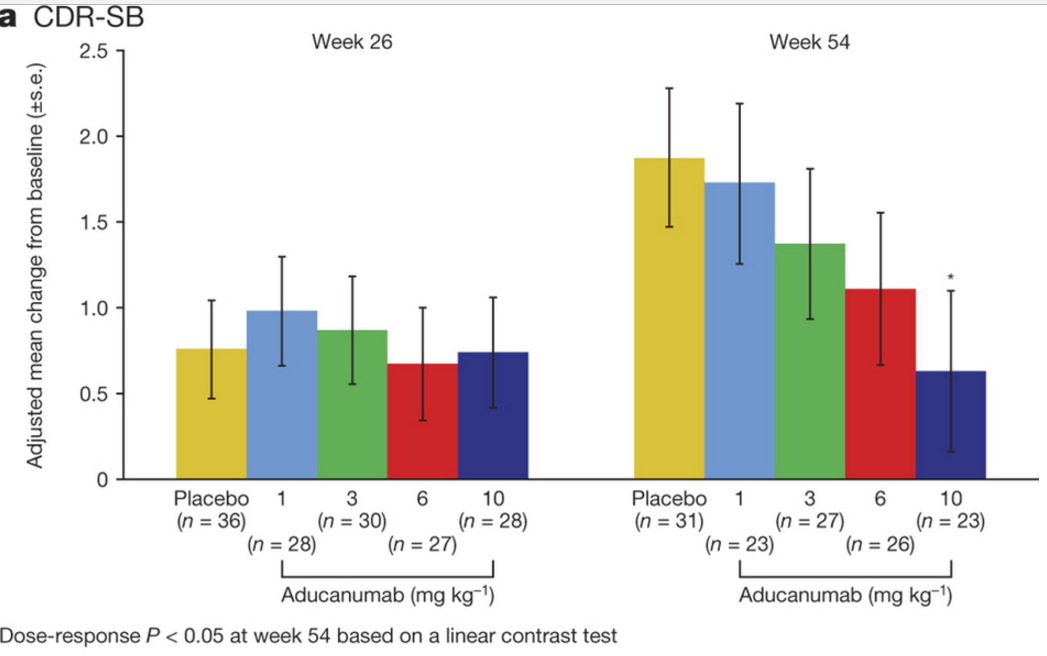 a CDR-SB
Week 26
Week 54
Adjusted mean change from baseline (±s.e.)
2.5
2.0
1.5
1.0
0.5
0
*
Placebo 1 3 6 10
(n = 36) (n = 30) (n = 28)
(n = 28) (n = 27)
Aducanumab (mg kg⁻¹)
Placebo 1 3 6 10
(n = 31) (n = 27) (n = 23)
(n = 23) (n = 26)
Aducanumab (mg kg⁻¹)
Dose-response P < 0.05 at week 54 based on a linear contrast test